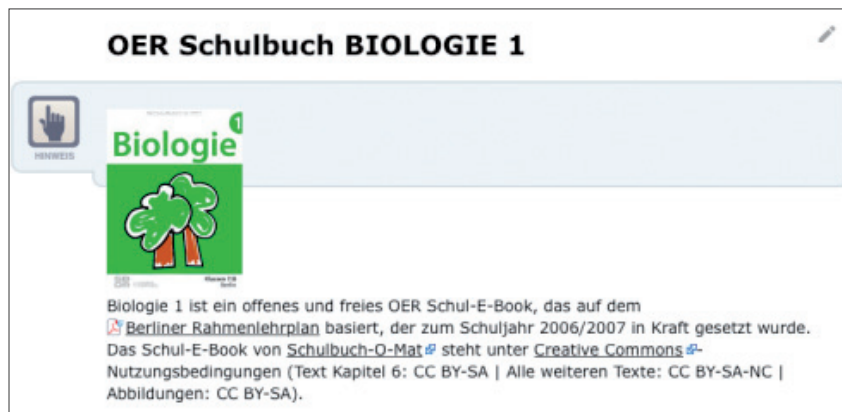 OER Schulbuch BIOLOGIE 1
HINWEIS
Biologie 1
Biologie 1 ist ein offenes und freies OER Schul-E-Book, das auf dem
Berliner Rahmenlehrplan basiert, der zum Schuljahr 2006/2007 in Kraft gesetzt wurde.
Das Schul-E-Book von Schulbuch-O-Mat steht unter Creative Commons -
Nutzungsbedingungen (Text Kapitel 6: CC BY-SA | Alle weiteren Texte: CC BY-SA-NC |
Abbildungen: CC BY-SA).